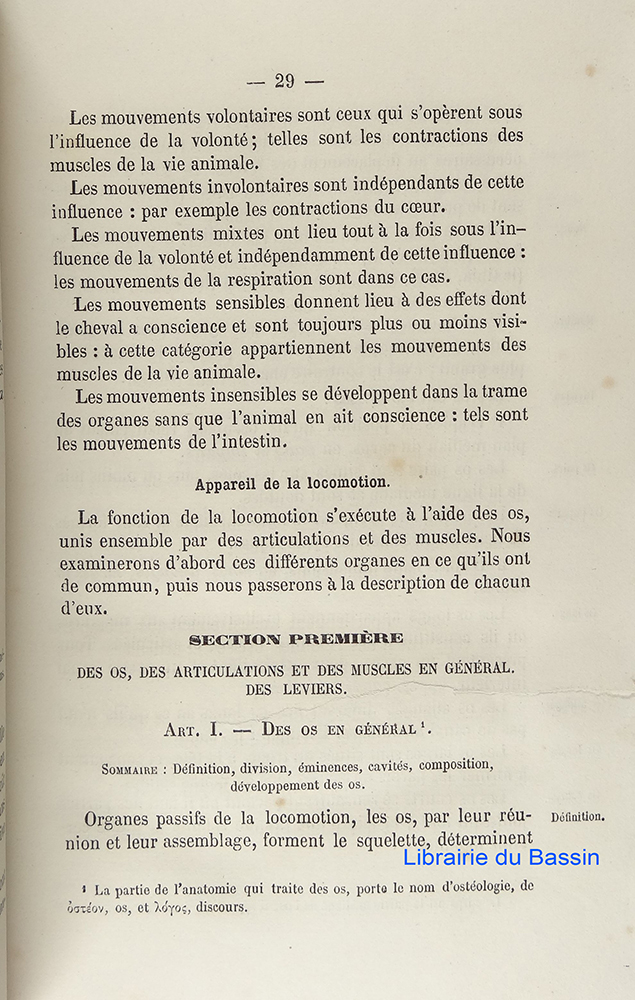 — 29 —
Les mouvements volontaires sont ceux qui s'opèrent sous
l'influence de la volonté; telles sont les contractions des
muscles de la vie animale.
Les mouvements involontaires sont indépendants de cette
influence : par exemple les contractions du cœur.
Les mouvements mixtes ont lieu tout à la fois sous l'in-
fluence de la volonté et indépendamment de cette influence :
les mouvements de la respiration sont dans ce cas.
Les mouvements sensibles donnent lieu à des effets dont
le cheval a conscience et sont toujours plus ou moins visi-
bles : à cette catégorie appartiennent les mouvements des
muscles de la vie animale.
Les mouvements insensibles se développent dans la trame
des organes sans que l'animal en ait conscience : tels sont
les mouvements de l'intestin.
Appareil de la locomotion.
La fonction de la locomotion s'exécute à l'aide des os,
unis ensemble par des articulations et des muscles. Nous
examinerons d'abord ces différents organes en ce qu'ils ont
de commun, puis nous passerons à la description de chacun
d'eux.
SECTION PREMIÈRE
DES OS, DES ARTICULATIONS ET DES MUSCLES EN GÉNÉRAL.
DES LEVIERS.
ART. I. — DES OS EN GÉNÉRAL ¹.
SOMMAIRE : Définition, division, éminences, cavités, composition,
développement des os.
Organes passifs de la locomotion, les os, par leur réu- Définition.
nion et leur assemblage, forment le squelette, déterminent
Librairie du Bassin
¹ La partie de l'anatomie qui traite des os, porte le nom d'ostéologie, de
ὀστέον, os, et λόγος, discours.